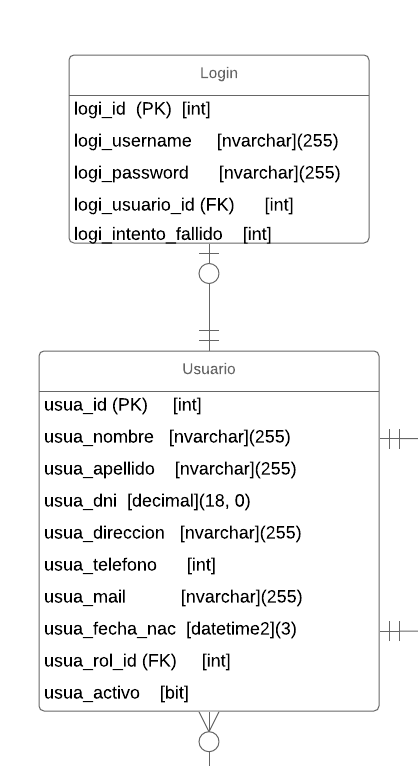 Login
logi_id (PK) [int]
logi_username [nvarchar](255)
logi_password [nvarchar](255)
logi_usuario_id (FK) [int]
logi_intento_fallido [int]
Usuario
usua_id (PK) [int]
usua_nombre [nvarchar](255)
usua_apellido [nvarchar](255)
usua_dni [decimal](18, 0)
usua_direccion [nvarchar](255)
usua_telefono [int]
usua_mail [nvarchar](255)
usua_fecha_nac [datetime2](3)
usua_rol_id (FK) [int]
usua_activo [bit]